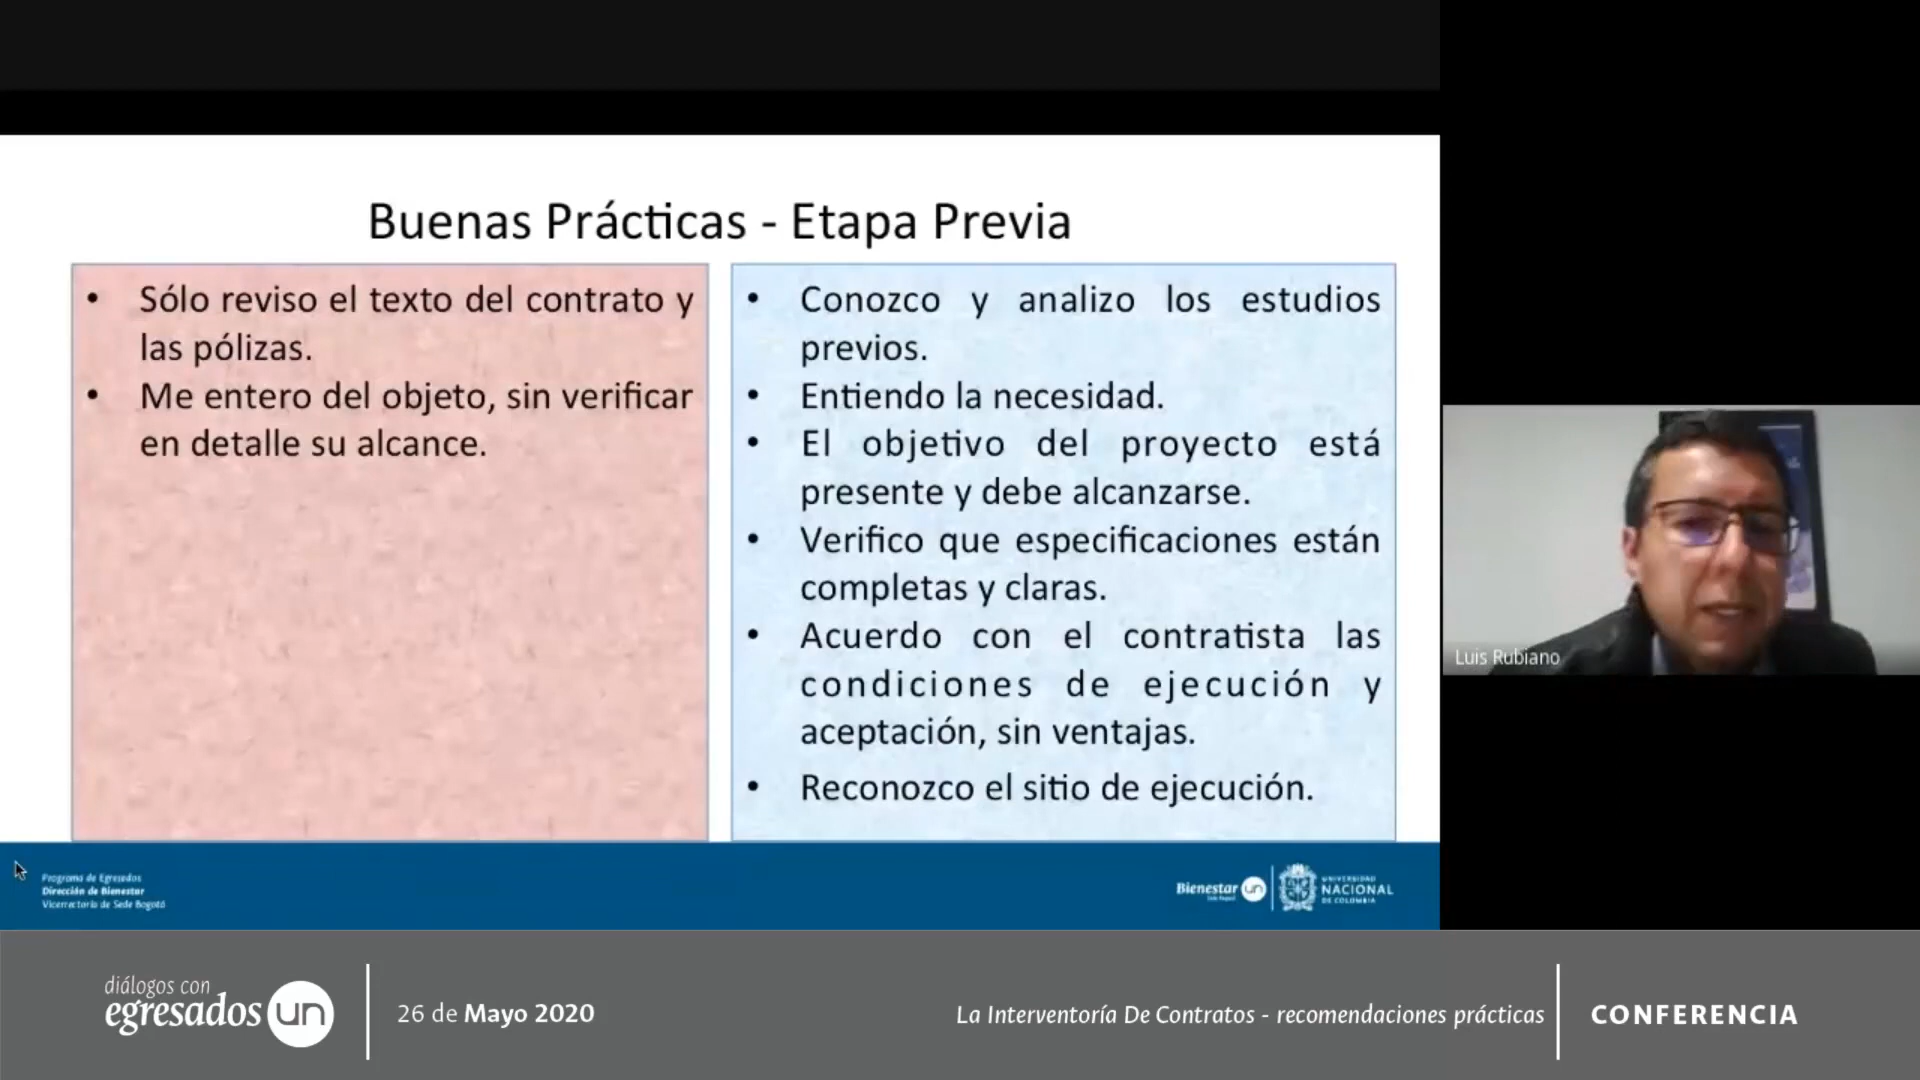 Buenas Prácticas - Etapa Previa
• Sólo reviso el texto del contrato y
las pólizas.
• Me entero del objeto, sin verificar
en detalle su alcance.
• Conozco y analizo los estudios
previos.
• Entiendo la necesidad.
• El objetivo del proyecto está
presente y debe alcanzarse.
• Verifico que especificaciones están
completas y claras.
• Acuerdo con el contratista las
condiciones de ejecución y
aceptación, sin ventajas.
• Reconozco el sitio de ejecución.
Luis Rubiano
Programa de Egresados
Dirección de Bienestar
Vicerrectoría de Sede Bogotá
Bienestar un
Sede Bogotá
UNIVERSIDAD
NACIONAL
DE COLOMBIA
diálogos con
egresados un
26 de Mayo 2020
La Interventoría De Contratos - recomendaciones prácticas
CONFERENCIA